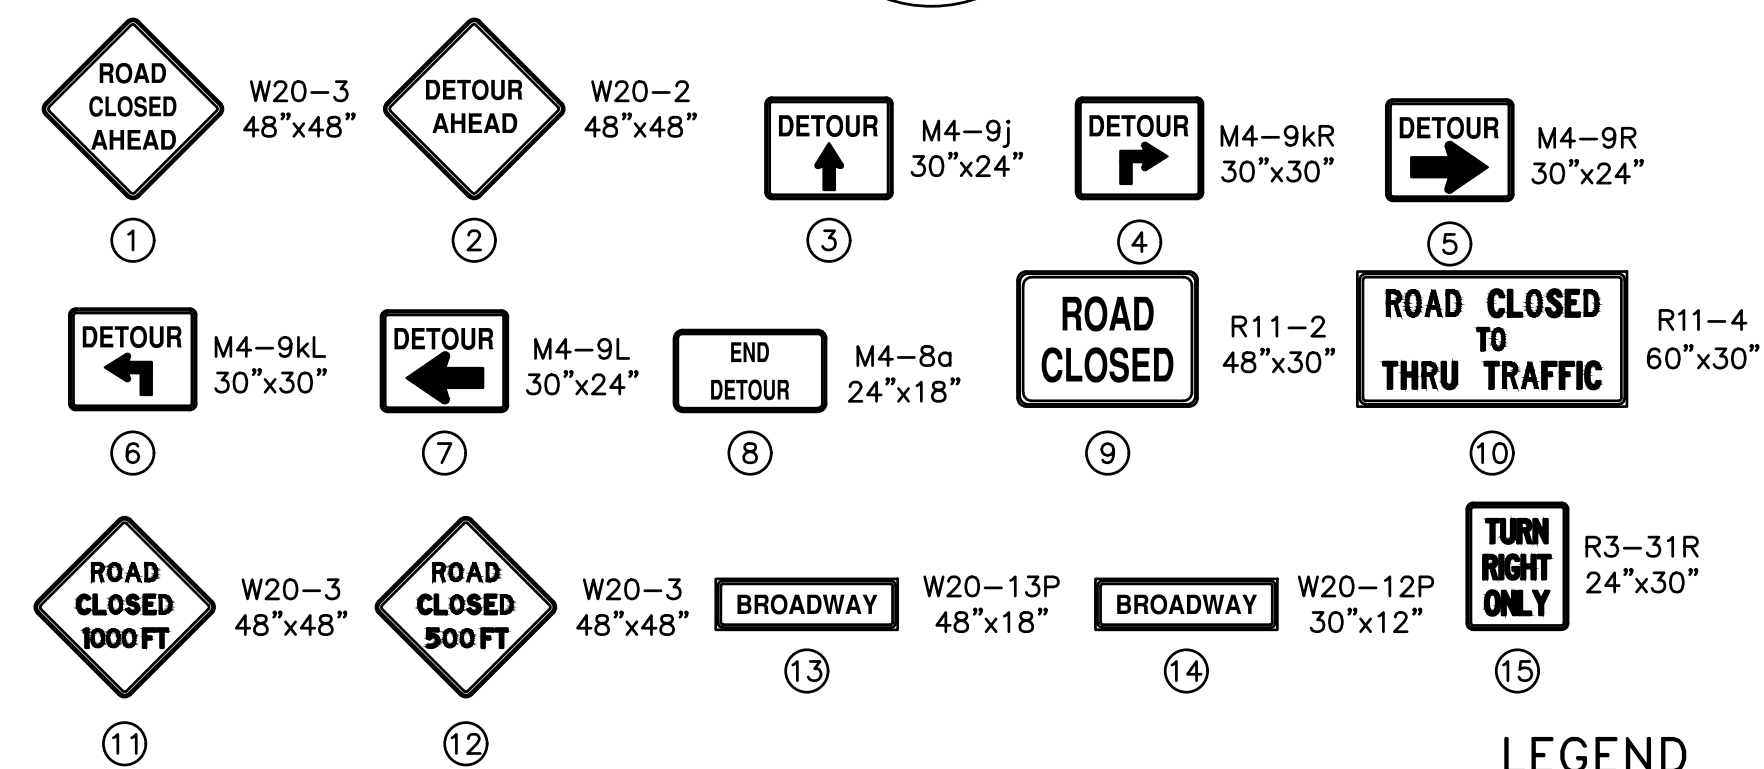 ROAD
CLOSED
AHEAD
W20-3
48”x48”
1
DETOUR
AHEAD
W20-2
48”x48”
2
DETOUR
M4-9j
30”x24”
3
DETOUR
M4-9kR
30”x30”
4
DETOUR
M4-9R
30”x24”
5
DETOUR
M4-9kL
30”x30”
6
DETOUR
M4-9L
30”x24”
7
END
DETOUR
M4-8a
24”x18”
8
ROAD
CLOSED
R11-2
48”x30”
9
ROAD CLOSED
TO
THRU TRAFFIC
R11-4
60”x30”
10
ROAD
CLOSED
1000 FT
W20-3
48”x48”
11
ROAD
CLOSED
500 FT
W20-3
48”x48”
12
BROADWAY
W20-13P
48”x18”
13
BROADWAY
W20-12P
30”x12”
14
TURN
RIGHT
ONLY
R3-31R
24”x30”
15
LEGEND